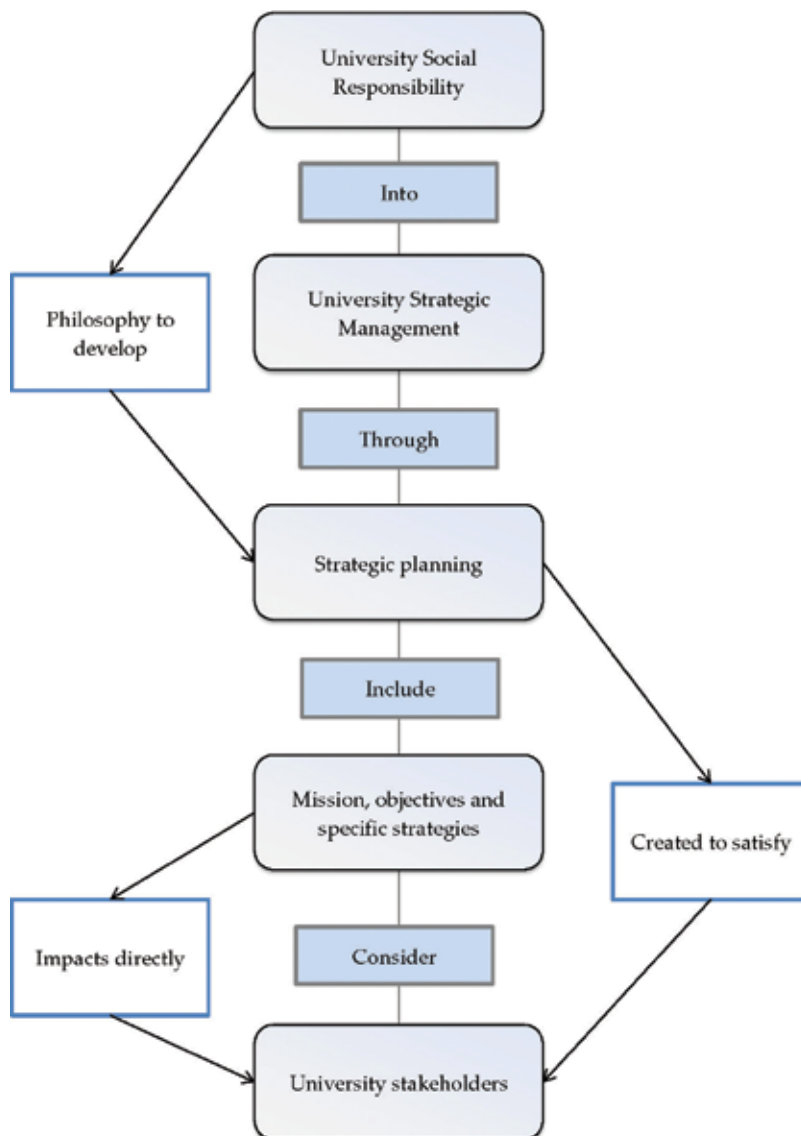 University Social
Responsibility
Into
University Strategic
Management
Philosophy to
develop
Through
Strategic planning
Include
Mission, objectives and
specific strategies
Created to satisfy
Impacts directly
Consider
University stakeholders